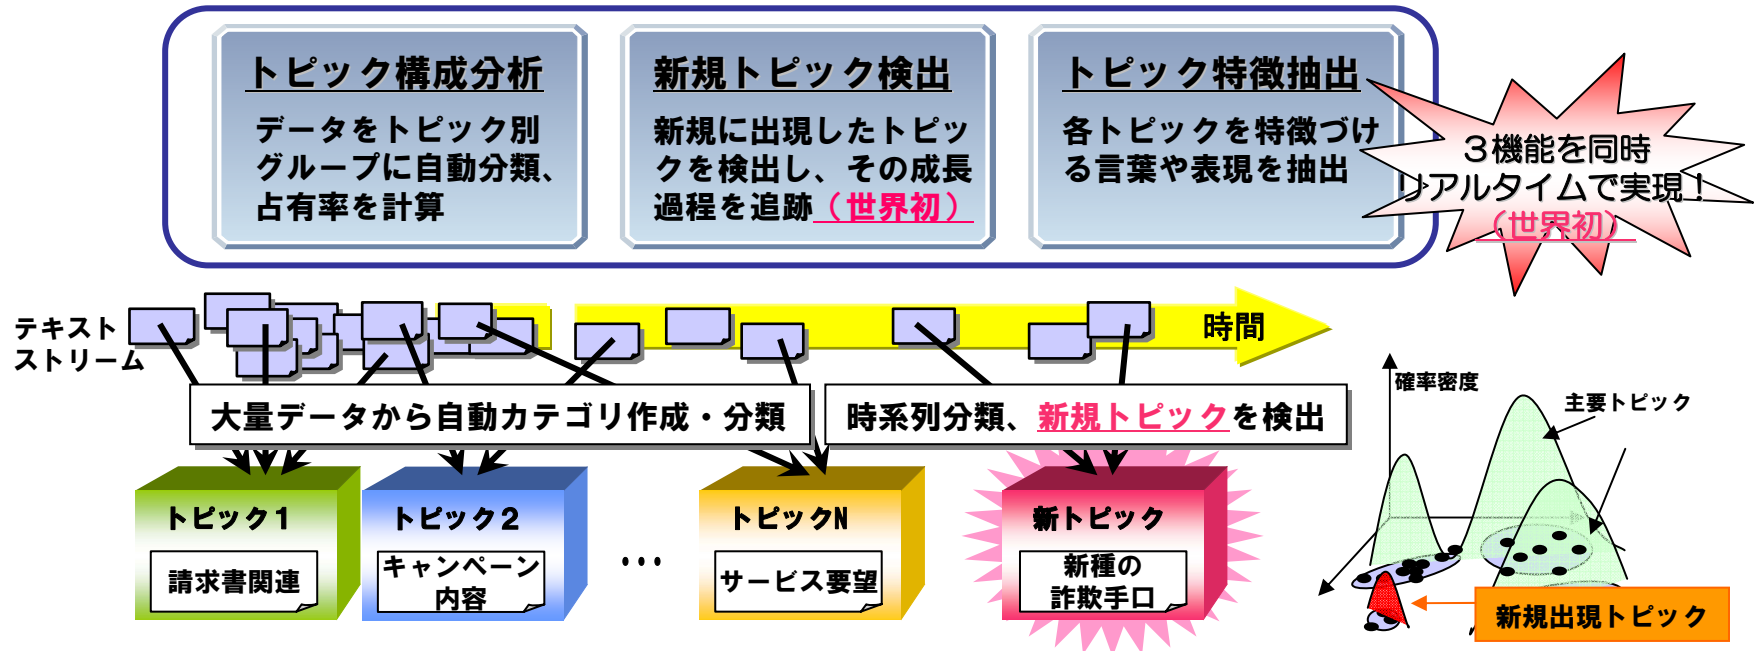 トピック構成分析
データをトピック別
グループに自動分類、
占有率を計算
新規トピック検出
新規に出現したトピッ
クを検出し、その成長
過程を追跡（世界初）
トピック特徴抽出
各トピックを特徴づけ
る言葉や表現を抽出
３機能を同時
リアルタイムで実現！
（世界初）
テキスト
ストリーム
時間
大量データから自動カテゴリ作成・分類
時系列分類、新規トピックを検出
トピック１
請求書関連
トピック２
キャンペーン
内容
…
トピックN
サービス要望
新トピック
新種の
詐欺手口
確率密度
主要トピック
新規出現トピック